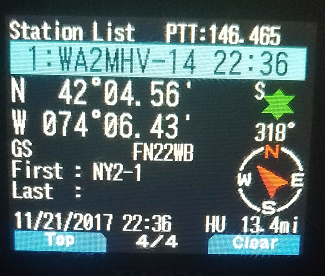 Station List PTT:146.465
1:WA2MHV-14 22:36
N 42°04.56' S
W 074°06.43' 318°
GS FN22WB N
First : NY2-1 W E
Last : S
11/21/2017 22:36 HU 13.4mi
Top 4/4 Clear